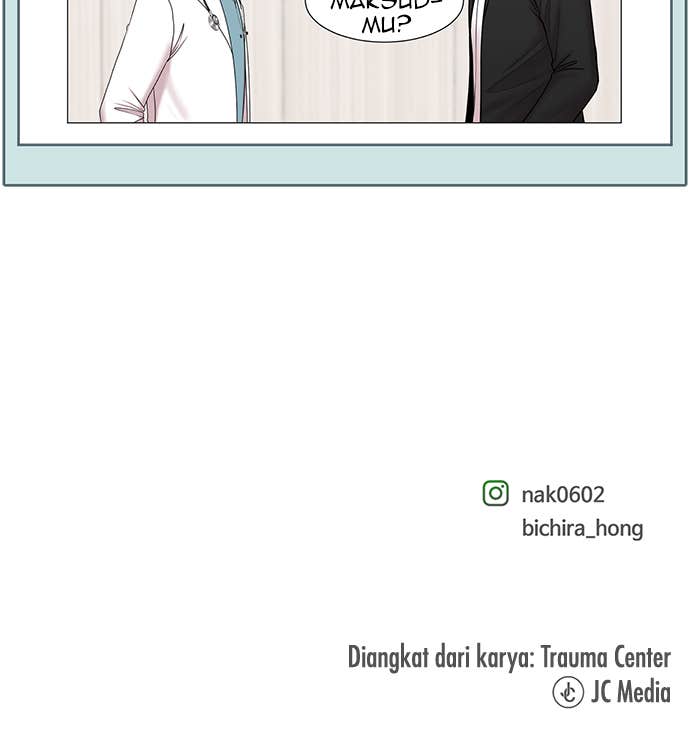 MAKSUD-
MU?
nak0602
bichira_hong
Diangkat dari karya: Trauma Center
JC Media